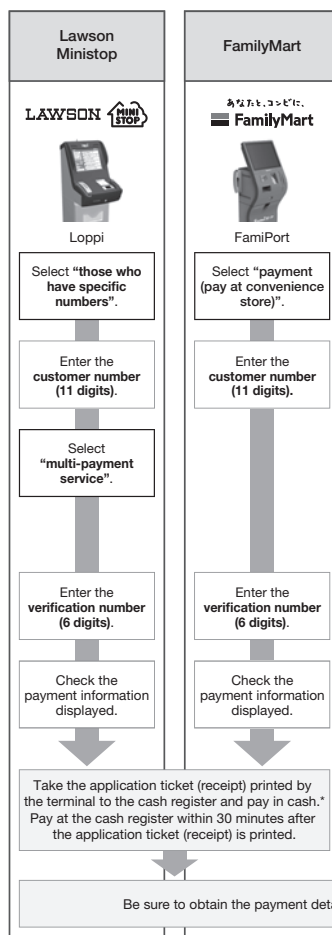 Lawson
Ministop
LAWSON MINI STOP
Loppi
Select "those who
have specific
numbers".
Enter the
customer number
(11 digits).
Select
"multi-payment
service".
Enter the
verification number
(6 digits).
Check the
payment information
displayed.
FamilyMart
あなたと、コンビに、
FamilyMart
FamiPort
Select "payment
(pay at convenience
store)".
Enter the
customer number
(11 digits).
Enter the
verification number
(6 digits).
Check the
payment information
displayed.
Take the application ticket (receipt) printed by
the terminal to the cash register and pay in cash.*
Pay at the cash register within 30 minutes after
the application ticket (receipt) is printed.
Be sure to obtain the payment deta